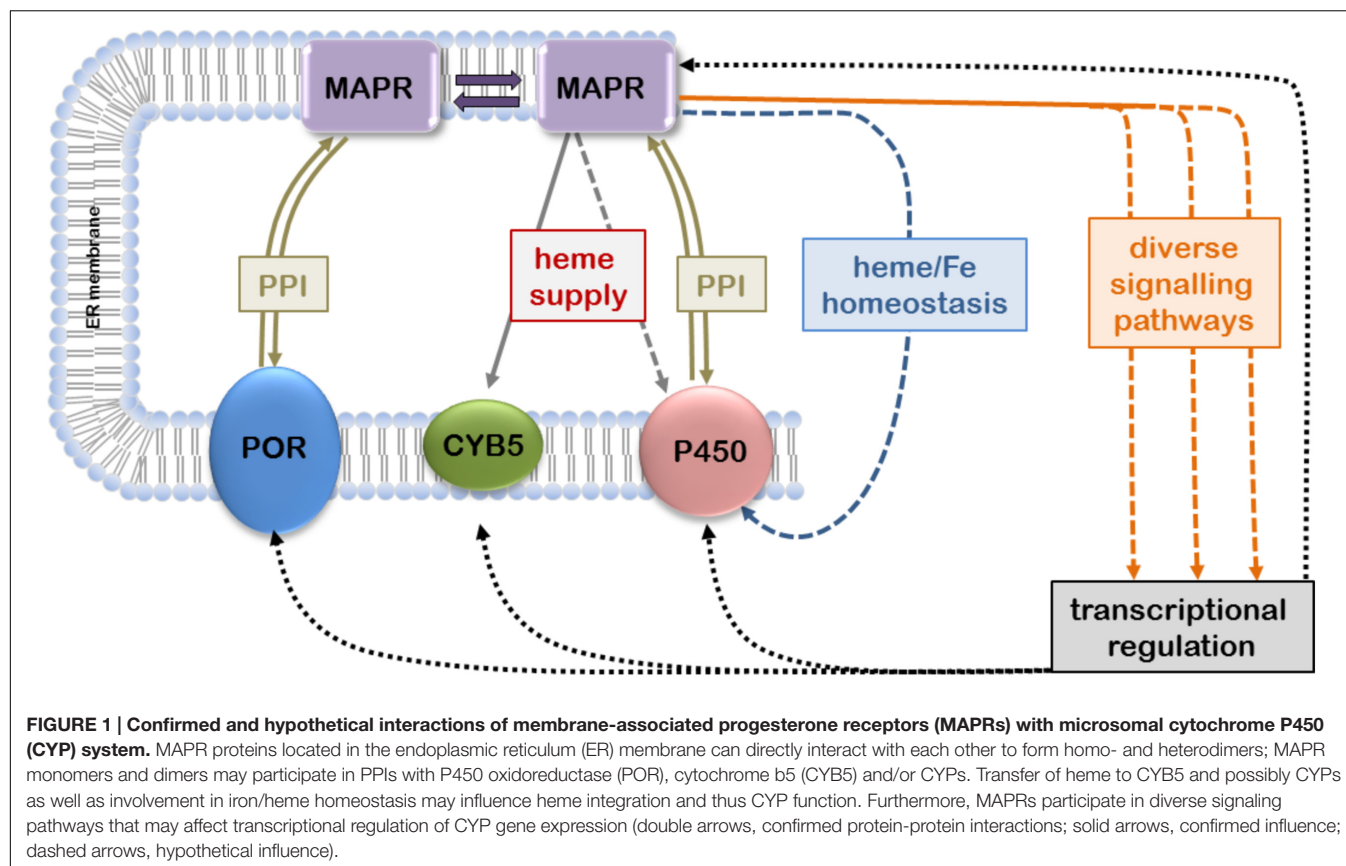 MAPR
MAPR
ER membrane
PPI
heme
supply
PPI
heme/Fe
homeostasis
diverse
signalling
pathways
POR
CYB5
P450
transcriptional
regulation
FIGURE 1 | Confirmed and hypothetical interactions of membrane-associated progesterone receptors (MAPRs) with microsomal cytochrome P450
(CYP) system. MAPR proteins located in the endoplasmic reticulum (ER) membrane can directly interact with each other to form homo- and heterodimers; MAPR
monomers and dimers may participate in PPIs with P450 oxidoreductase (POR), cytochrome b5 (CYB5) and/or CYPs. Transfer of heme to CYB5 and possibly CYPs
as well as involvement in iron/heme homeostasis may influence heme integration and thus CYP function. Furthermore, MAPRs participate in diverse signaling
pathways that may affect transcriptional regulation of CYP gene expression (double arrows, confirmed protein-protein interactions; solid arrows, confirmed influence;
dashed arrows, hypothetical influence).